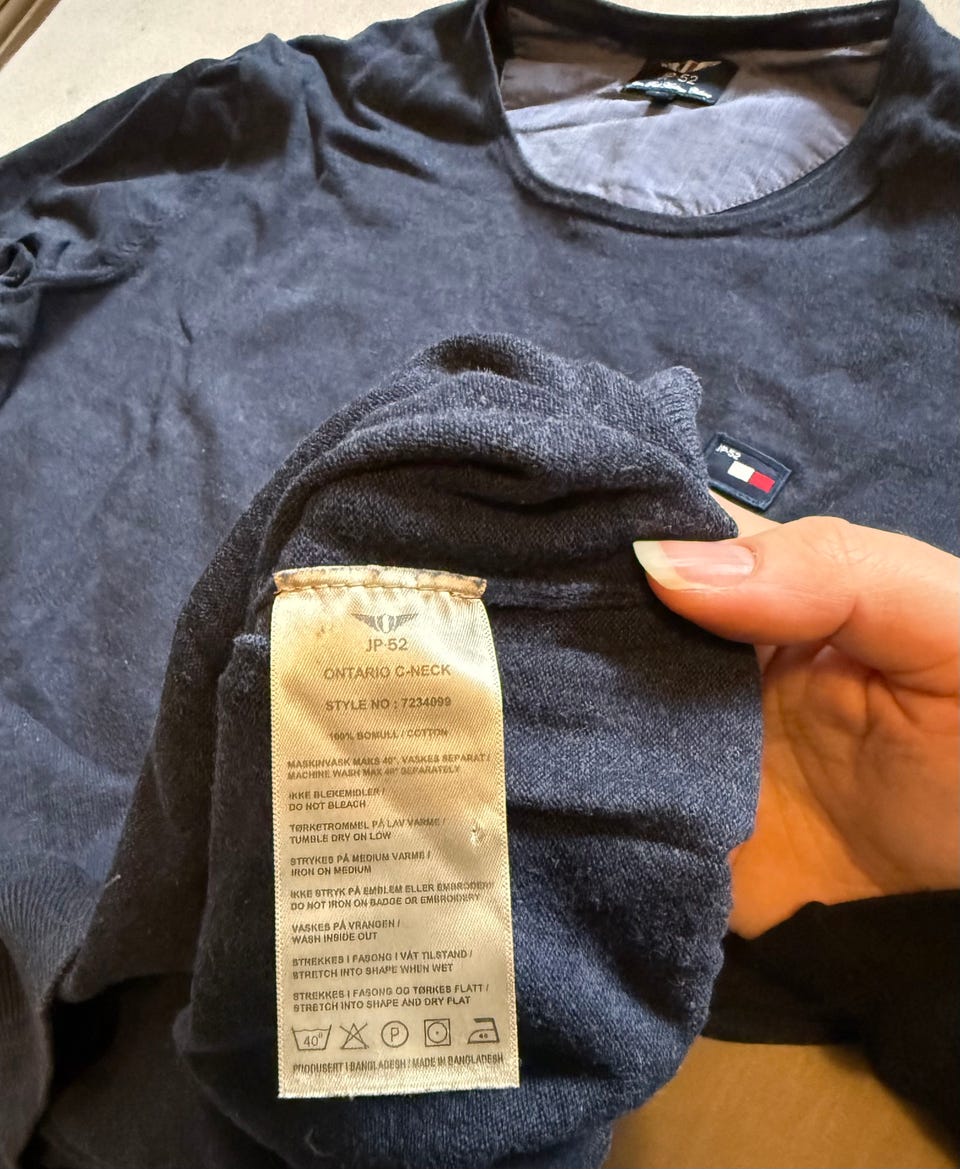 JP-52
JP-52
JP-52
ONTARIO C-NECK
STYLE NO : 7234099
100% BOMULL / COTTON
MASKINVASK MAKS 40°, VASKES SEPARAT /
MACHINE WASH MAX 40° SEPARATELY
IKKE BLEKEMIDLER /
DO NOT BLEACH
TØRKETROMMEL PÅ LAV VARME /
TUMBLE DRY ON LOW
STRYKES PÅ MEDIUM VARME /
IRON ON MEDIUM
IKKE STRYK PÅ EMBLEM ELLER EMBRODERI/
DO NOT IRON ON BADGE OR EMBROIDERY
VASKES PÅ VRANGEN /
WASH INSIDE OUT
STREKKES I FASONG I VÅT TILSTAND /
STRETCH INTO SHAPE WHEN WET
STREKKES I FASONG OG TØRKES FLATT /
STRETCH INTO SHAPE AND DRY FLAT
40° P
PRODUSERT I BANGLADESH / MADE IN BANGLADESH